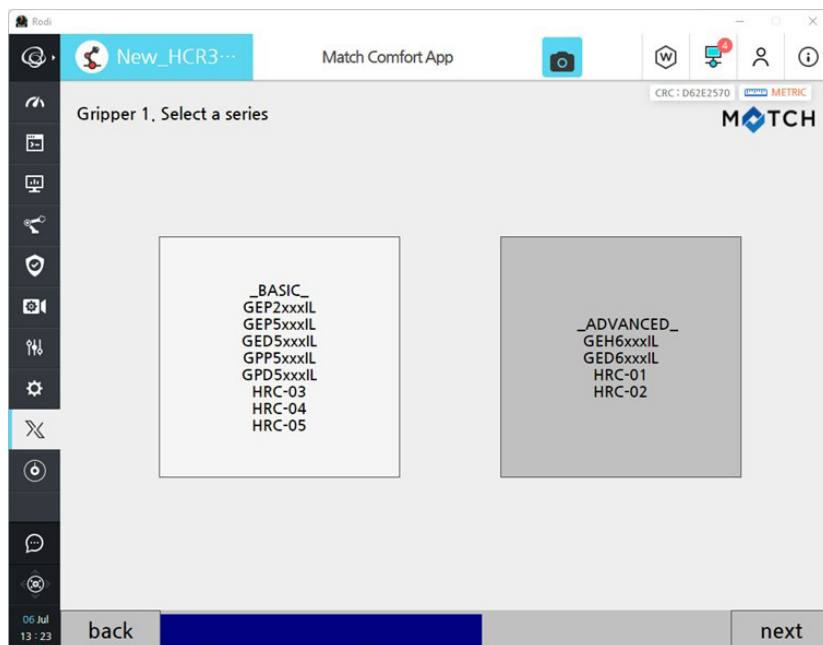 Rodi
New_HCR3···
Match Comfort App
4
CRC : D62E2570
METRIC
Gripper 1. Select a series
MATCH
_BASIC_
GEP2xxxIL
GEP5xxxIL
GED5xxxIL
GPP5xxxIL
GPD5xxxIL
HRC-03
HRC-04
HRC-05
_ADVANCED_
GEH6xxxIL
GED6xxxIL
HRC-01
HRC-02
06 Jul
13 : 23
back
next